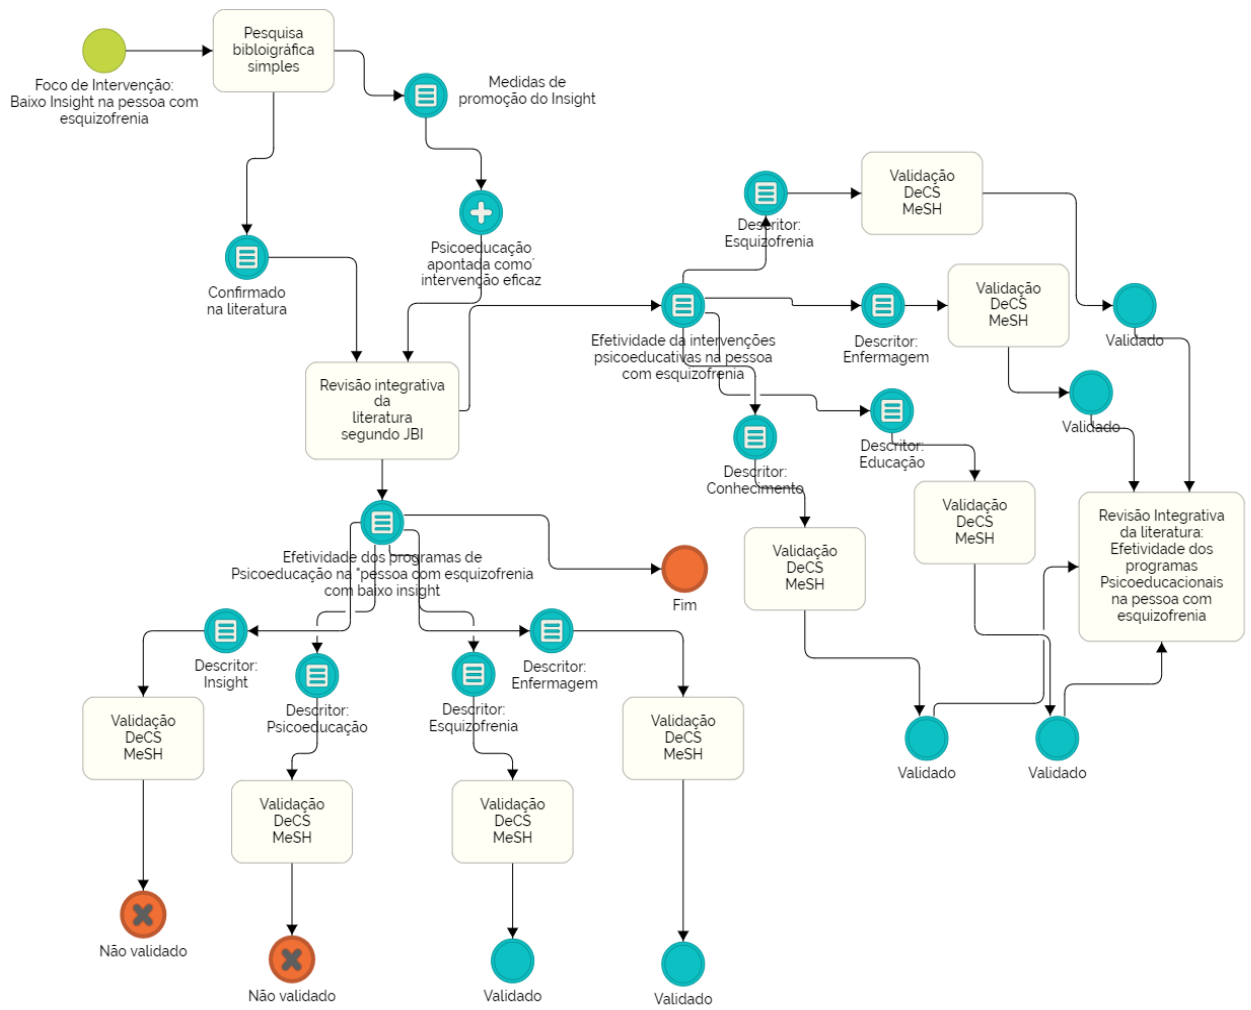 Pesquisa
bibloigráfica
simples
Foco de Intervenção:
Baixo Insight na pessoa com
esquizofrenia
Medidas de
promoção do Insight
Psicoeducação
apontada como'
intervenção eficaz
Confirmado
na literatura
Revisão integrativa
da
literatura
segundo JBI
Descritor:
Esquizofrenia
Validação
DeCS
MeSH
Efetividade da intervenções
psicoeducativas na pessoa
com esquizofrenia
Descritor:
Enfermagem
Validação
DeCS
MeSH
Validado
Validado
Descritor:
Educação
Descritor:
Conhecimento
Validação
DeCS
MeSH
Validação
DeCS
MeSH
Revisão Integrativa
da literatura:
Efetividade dos
programas
Psicoeducacionais
na pessoa com
esquizofrenia
Validado
Validado
Efetividade dos programas de
Psicoeducação na "pessoa com esquizofrenia
com baixo insight
Fim
Descritor:
Insight
Descritor:
Psicoeducação
Descritor:
Esquizofrenia
Descritor:
Enfermagem
Validação
DeCS
MeSH
Validação
DeCS
MeSH
Validação
DeCS
MeSH
Validação
DeCS
MeSH
Não validado
Não validado
Validado
Validado